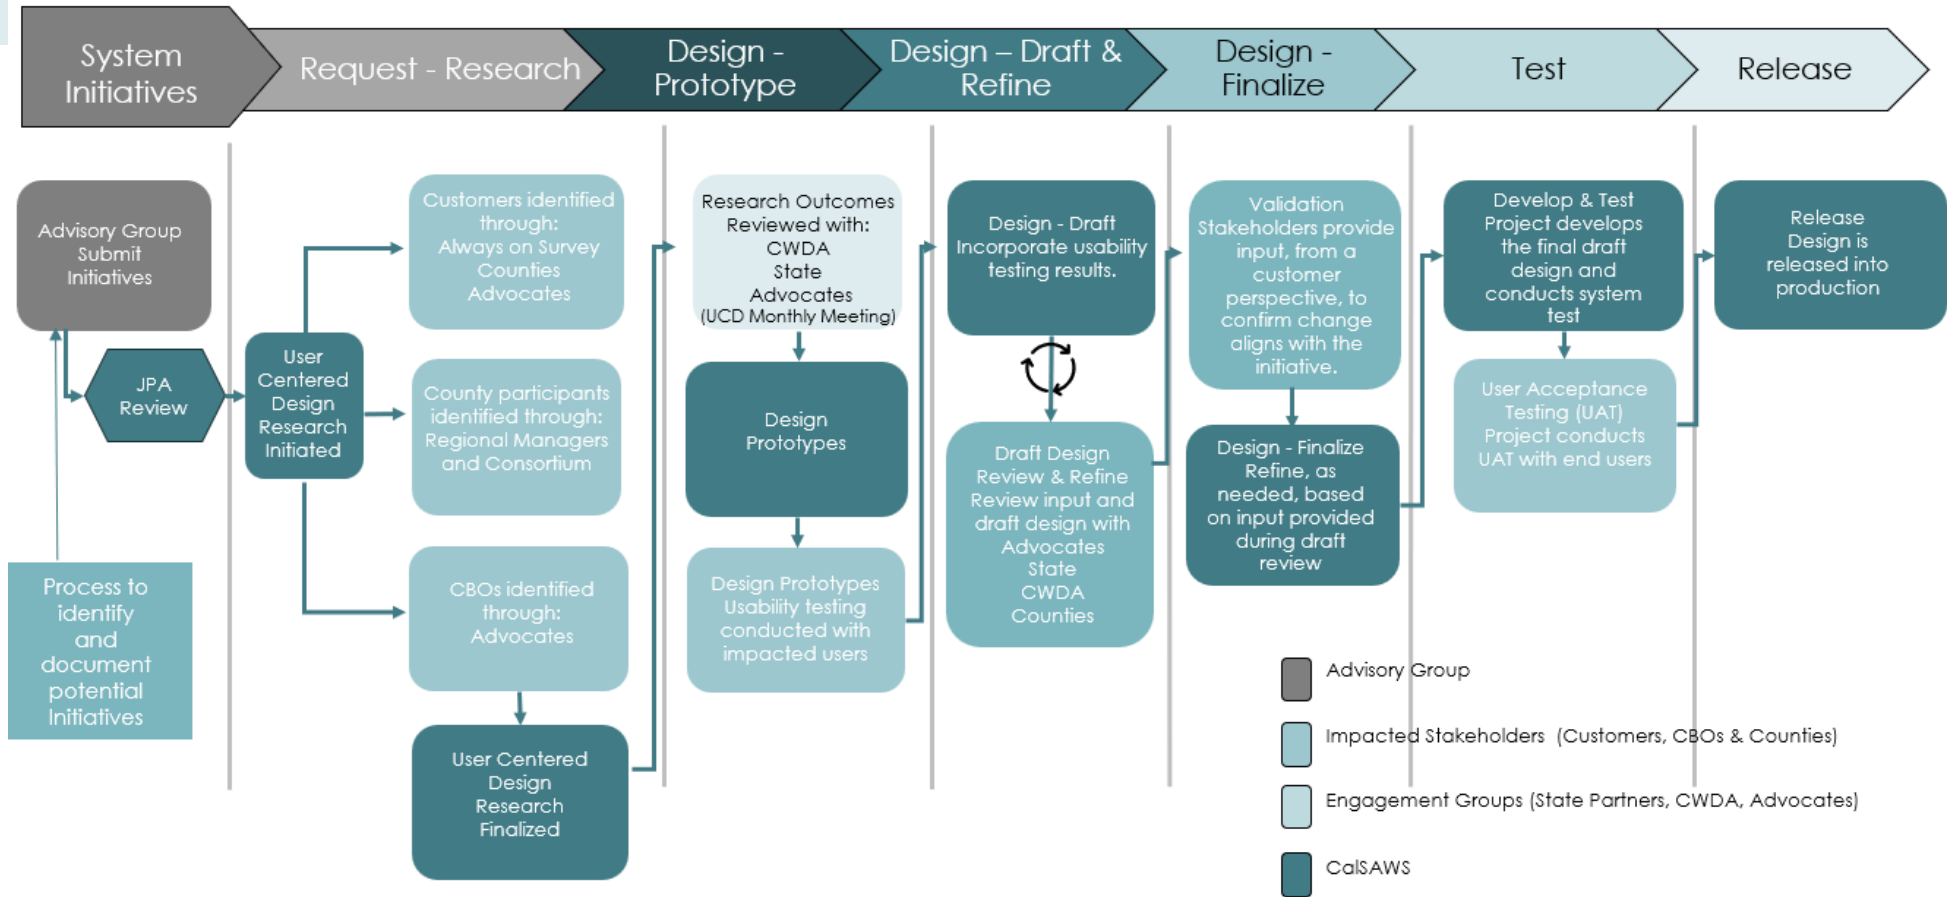 System
Initiatives
Request - Research
Design -
Prototype
Design – Draft &
Refine
Design -
Finalize
Test
Release
Advisory Group
Submit
Initiatives
JPA
Review
Process to
identify
and
document
potential
Initiatives
User
Centered
Design
Research
Initiated
Customers identified
through:
Always on Survey
Counties
Advocates
County participants
identified through:
Regional Managers
and Consortium
CBOs identified
through:
Advocates
User Centered
Design
Research
Finalized
Research Outcomes
Reviewed with:
CWDA
State
Advocates
(UCD Monthly Meeting)
Design
Prototypes
Design Prototypes
Usability testing
conducted with
impacted users
Design - Draft
Incorporate usability
testing results.
Draft Design
Review & Refine
Review input and
draft design with
Advocates
State
CWDA
Counties
Validation
Stakeholders provide
input, from a
customer
perspective, to
confirm change
aligns with the
initiative.
Design - Finalize
Refine, as
needed, based
on input provided
during draft
review
Develop & Test
Project develops
the final draft
design and
conducts system
test
User Acceptance
Testing (UAT)
Project conducts
UAT with end users
Release
Design is
released into
production
Advisory Group
Impacted Stakeholders (Customers, CBOs & Counties)
Engagement Groups (State Partners, CWDA, Advocates)
CalSAWS